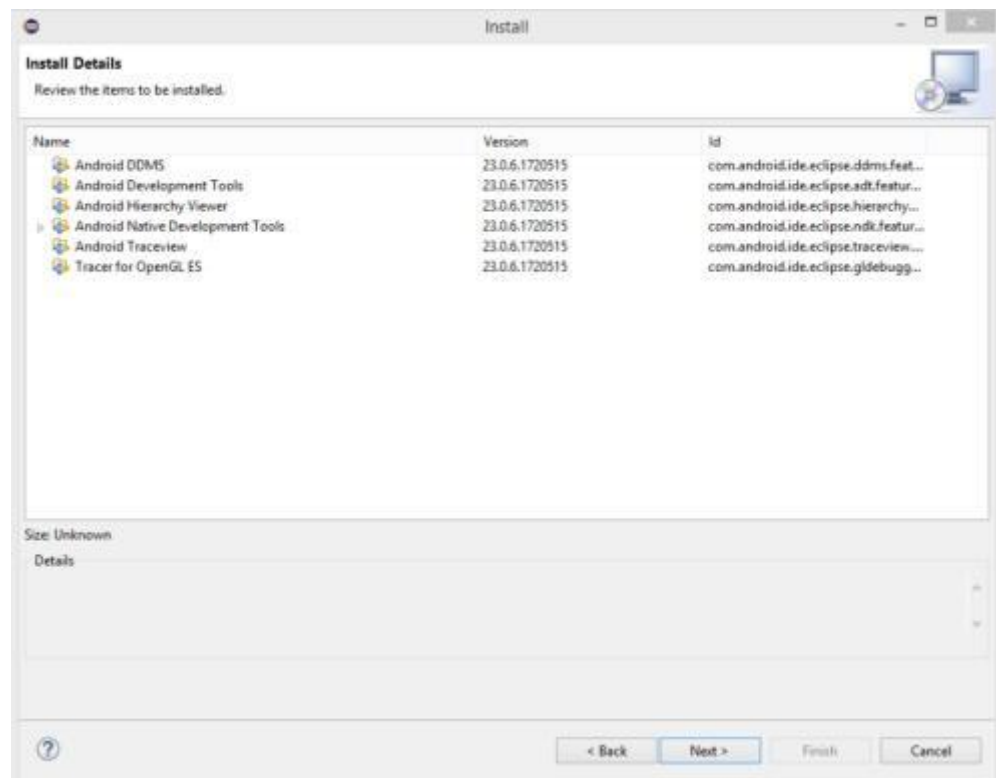 Install
Install Details
Review the items to be installed.
Name Version Id
Android DDMS 23.0.6.1720515 com.android.ide.eclipse.ddms.feat...
Android Development Tools 23.0.6.1720515 com.android.ide.eclipse.adt.featur...
Android Hierarchy Viewer 23.0.6.1720515 com.android.ide.eclipse.hierarchy...
Android Native Development Tools 23.0.6.1720515 com.android.ide.eclipse.ndk.featur...
Android Traceview 23.0.6.1720515 com.android.ide.eclipse.traceview....
Tracer for OpenGL ES 23.0.6.1720515 com.android.ide.eclipse.gldebugg...
Size: Unknown
Details
? < Back Next > Finish Cancel